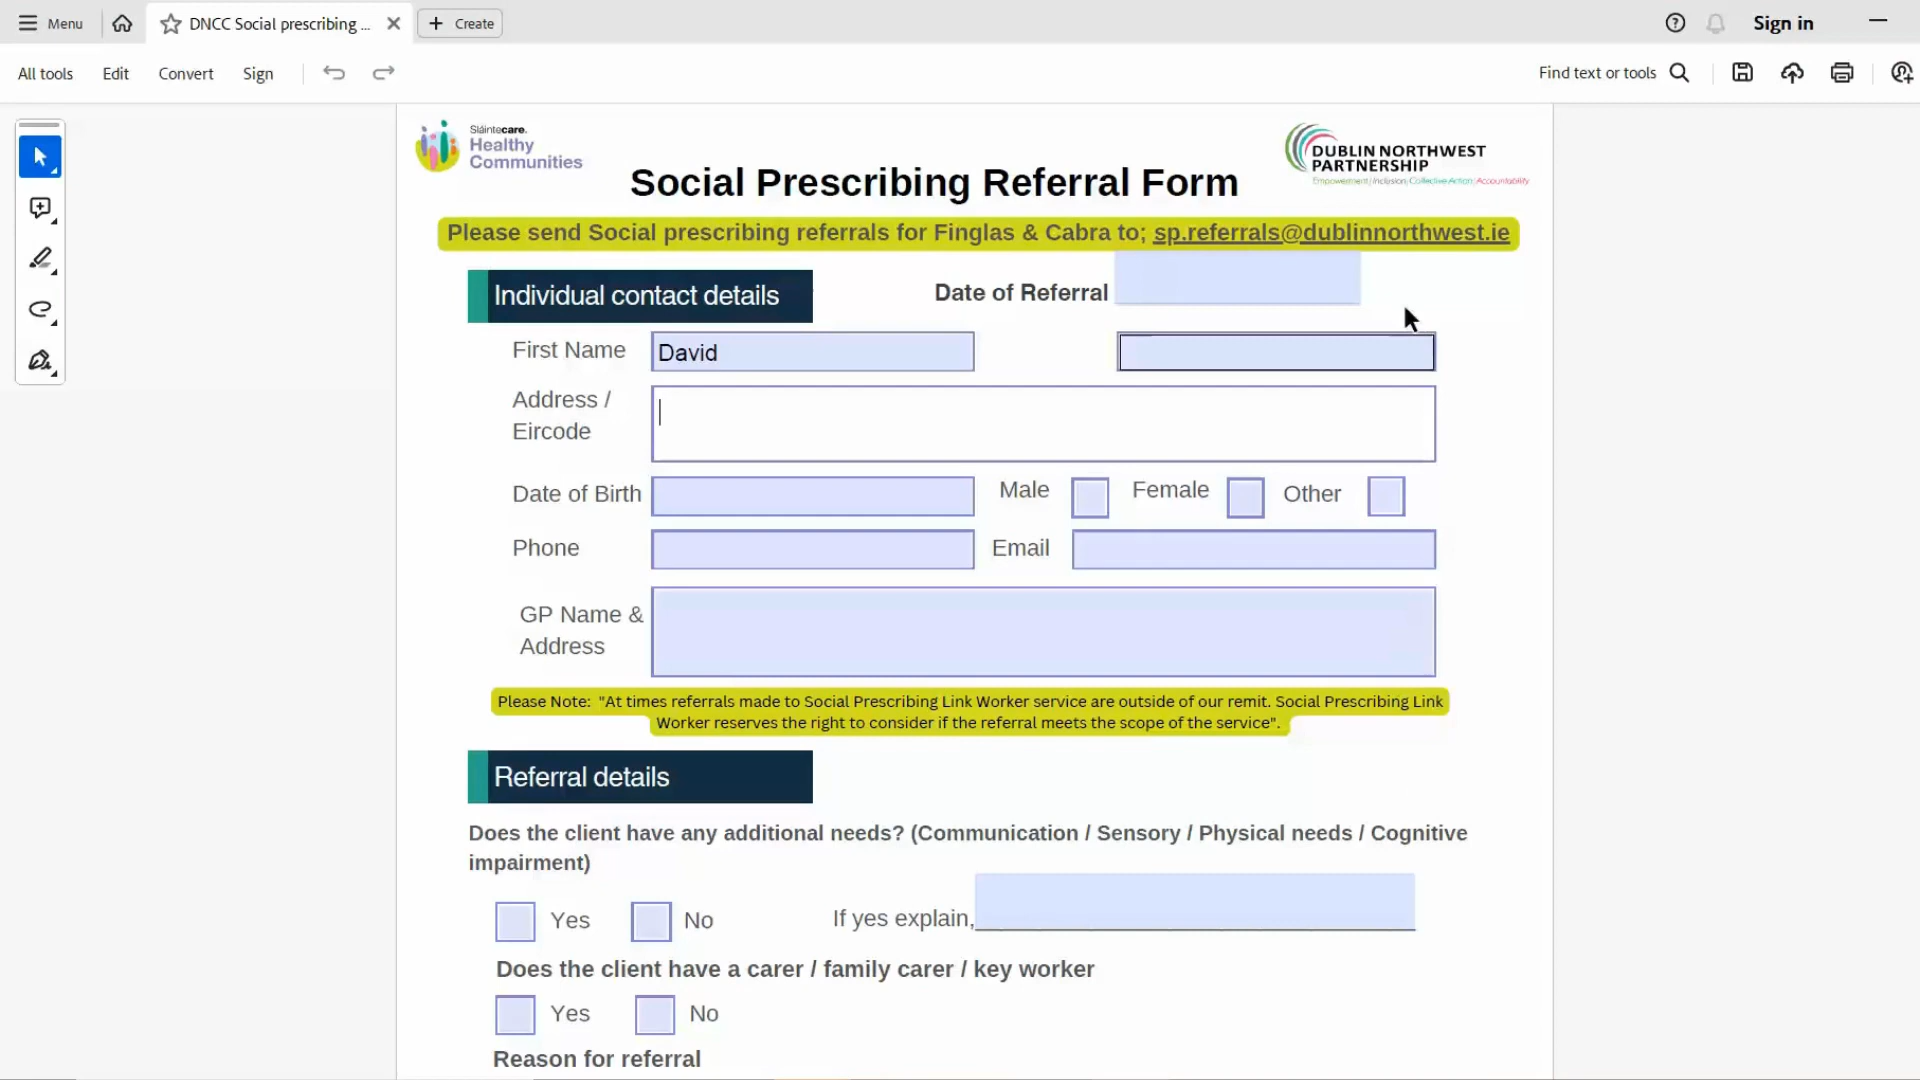 Menu
DNCC Social prescribing ...
Create
Sign in
All tools
Edit
Convert
Sign
Find text or tools
Sláintecare.
Healthy
Communities
DUBLIN NORTHWEST
PARTNERSHIP
Empowerment/Inclusion/Collective Action/Accountability
Social Prescribing Referral Form
Please send Social prescribing referrals for Finglas & Cabra to; sp.referrals@dublinnorthwest.ie
Individual contact details
Date of Referral
First Name
David
Address /
Eircode
Date of Birth
Male
Female
Other
Phone
Email
GP Name &
Address
Please Note: "At times referrals made to Social Prescribing Link Worker service are outside of our remit. Social Prescribing Link
Worker reserves the right to consider if the referral meets the scope of the service".
Referral details
Does the client have any additional needs? (Communication / Sensory / Physical needs / Cognitive
impairment)
Yes
No
If yes explain,
Does the client have a carer / family carer / key worker
Yes
No
Reason for referral